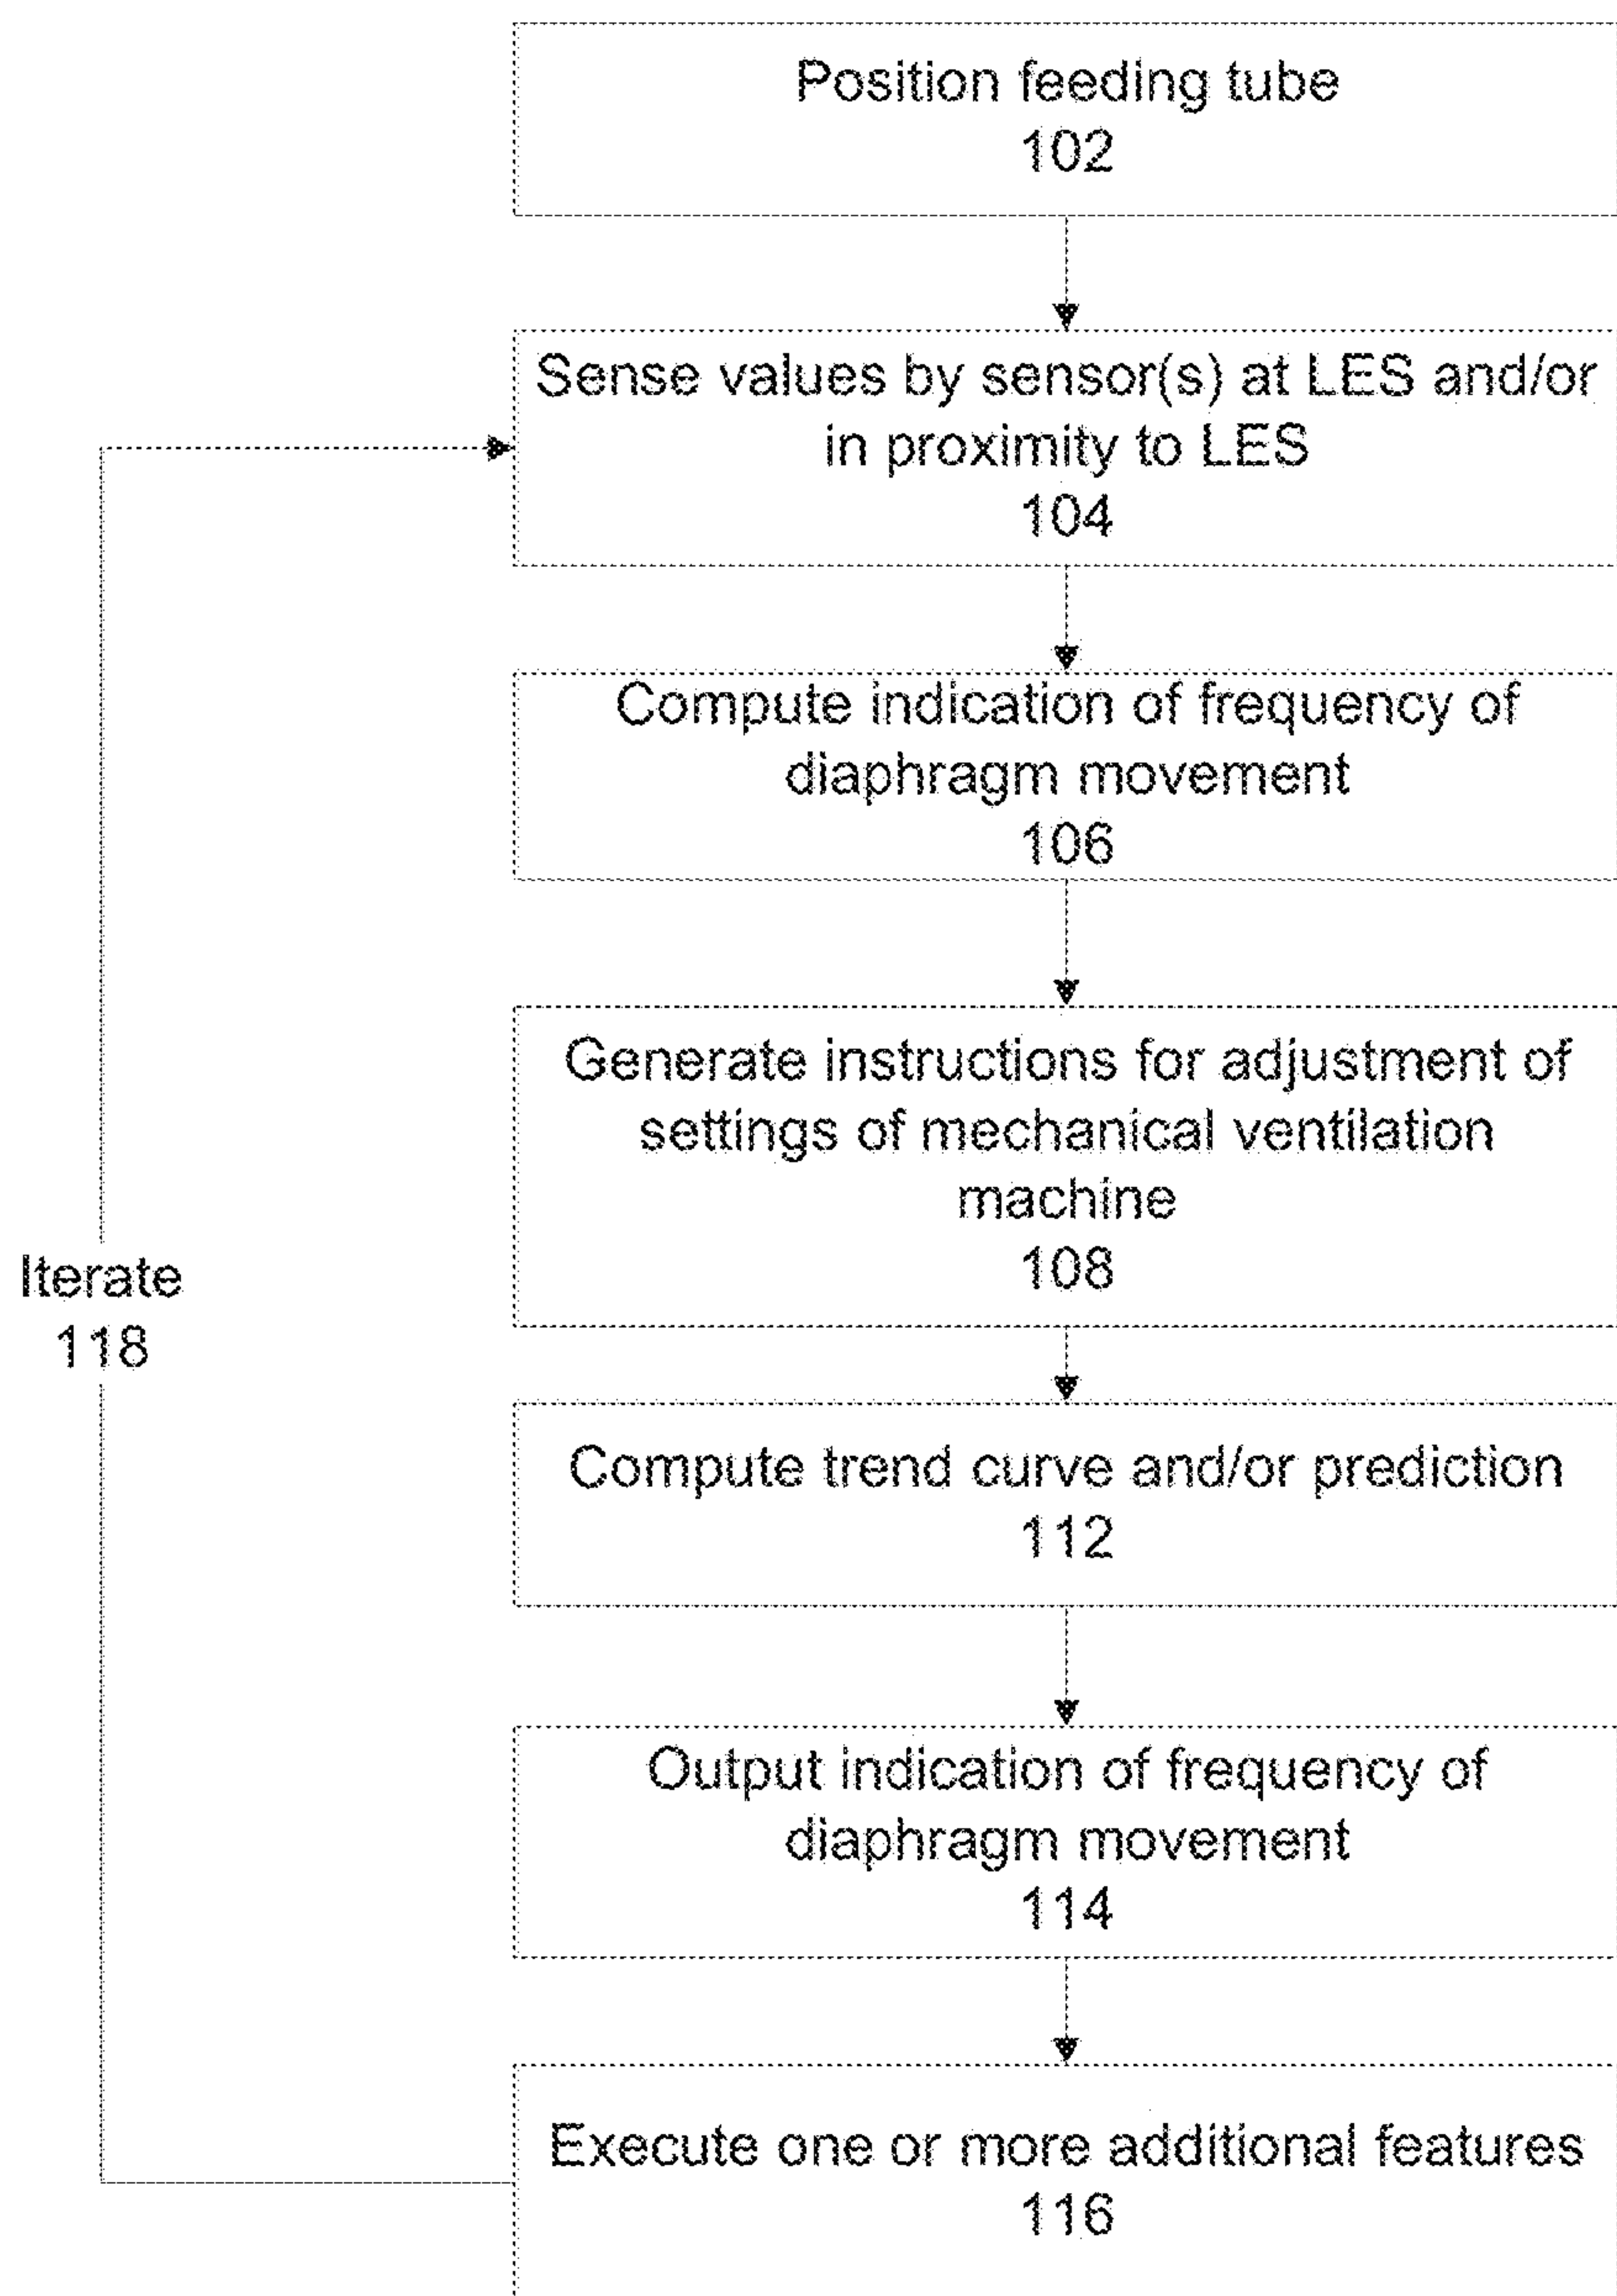 Position feeding tube
102
Sense values by sensor(s) at LES and/or
in proximity to LES
104
Compute indication of frequency of
diaphragm movement
106
Generate instructions for adjustment of
settings of mechanical ventilation
machine
108
Iterate
118
Compute trend curve and/or prediction
112
Output indication of frequency of
diaphragm movement
114
Execute one or more additional features
116